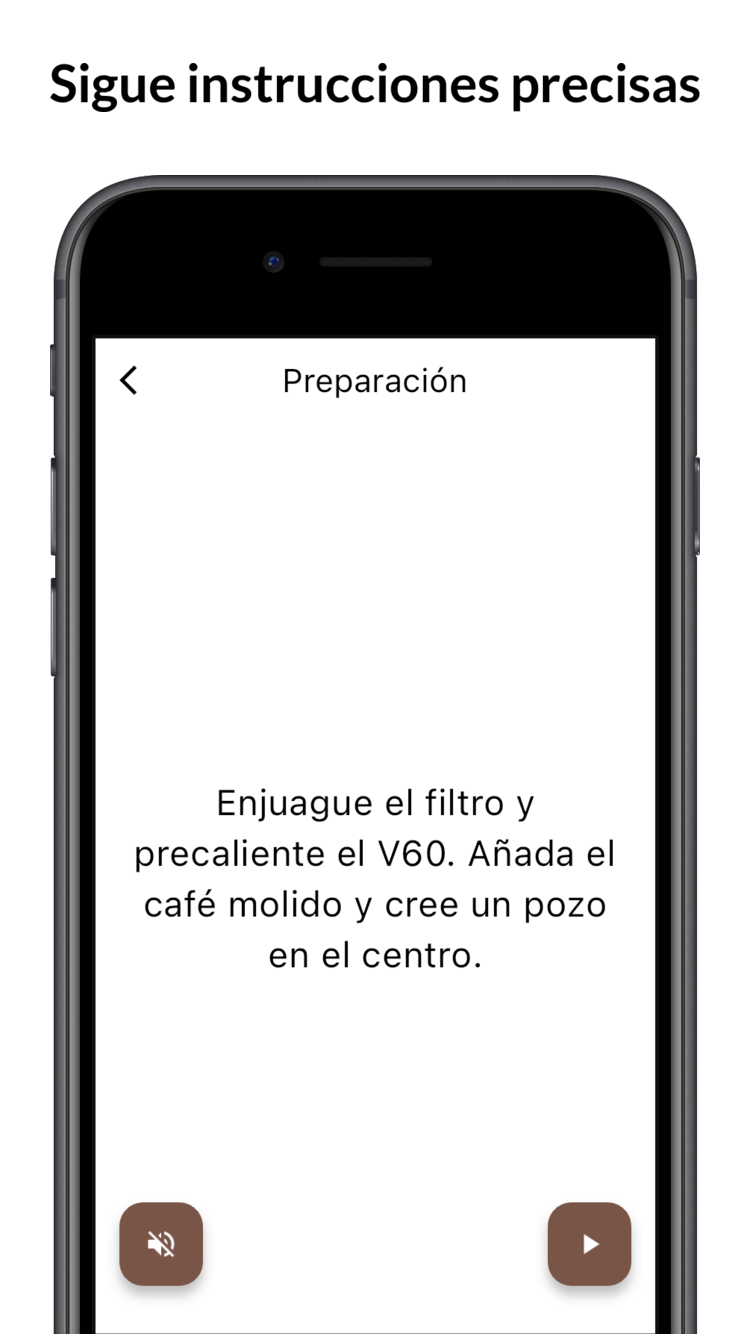 Sigue instrucciones precisas
Preparación
Enjuague el filtro y
precaliente el V60. Añada el
café molido y cree un pozo
en el centro.